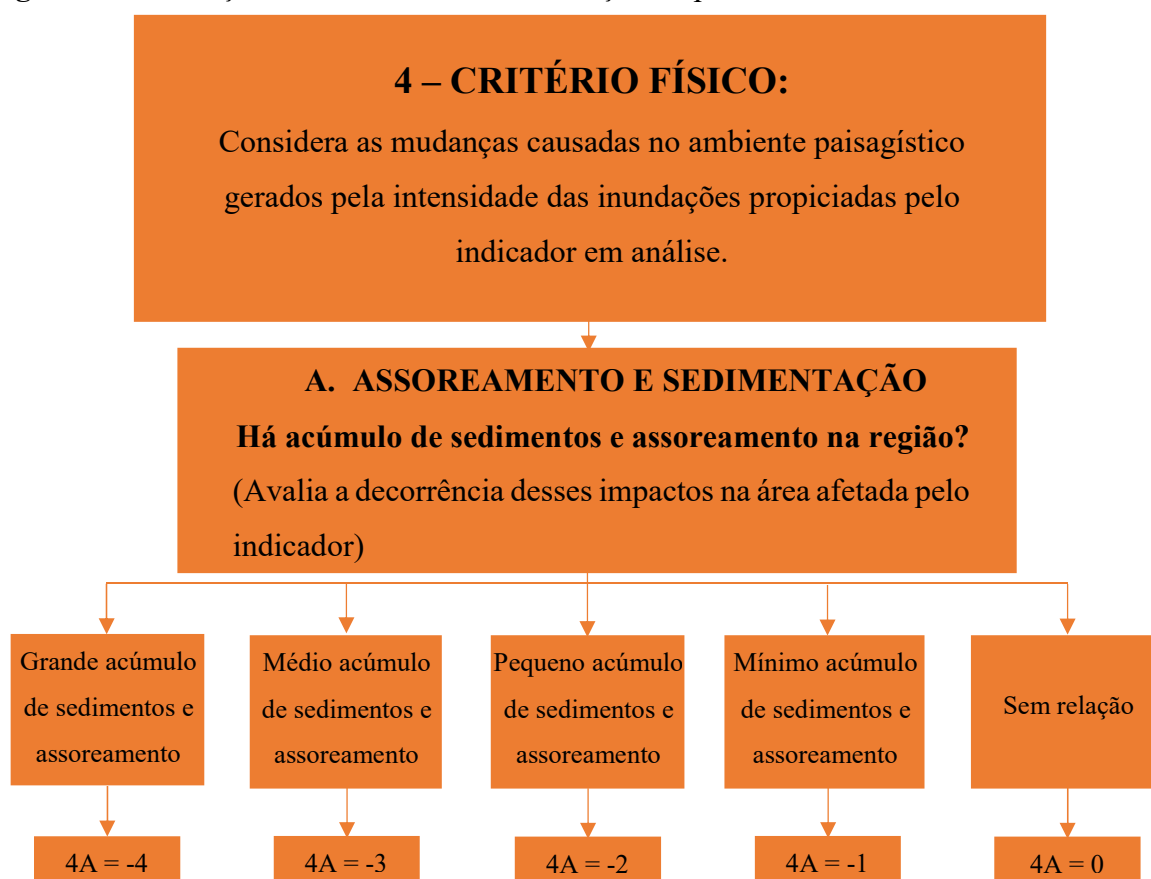 4 – CRITÉRIO FÍSICO:
Considera as mudanças causadas no ambiente paisagístico
gerados pela intensidade das inundações propiciadas pelo
indicador em análise.
A. ASSOREAMENTO E SEDIMENTAÇÃO
Há acúmulo de sedimentos e assoreamento na região?
(Avalia a decorrência desses impactos na área afetada pelo
indicador)
Grande acúmulo
de sedimentos e
assoreamento
Médio acúmulo
de sedimentos e
assoreamento
Pequeno acúmulo
de sedimentos e
assoreamento
Mínimo acúmulo
de sedimentos e
assoreamento
Sem relação
4A = -4
4A = -3
4A = -2
4A = -1
4A = 0